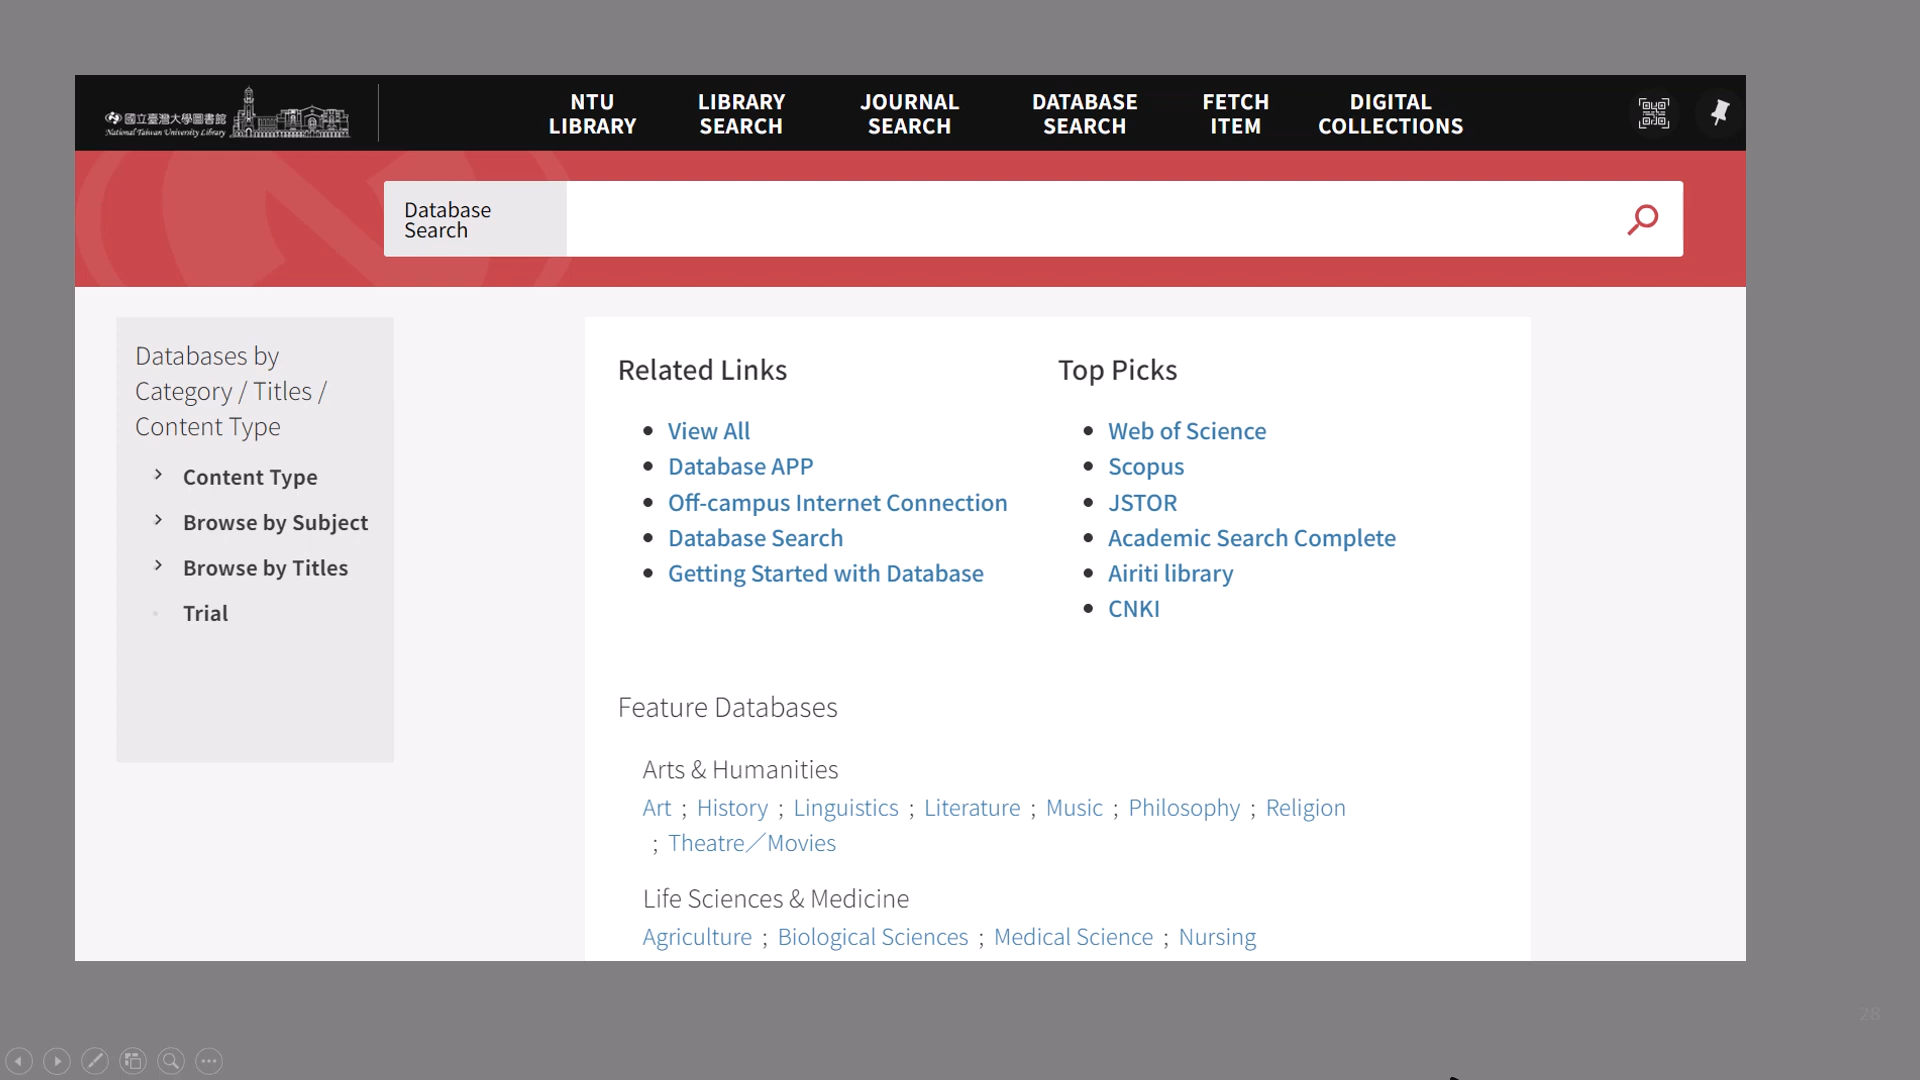 國立臺灣大學圖書館
National Taiwan University Library
NTU
LIBRARY
LIBRARY
SEARCH
JOURNAL
SEARCH
DATABASE
SEARCH
FETCH
ITEM
DIGITAL
COLLECTIONS
Database
Search
Databases by
Category / Titles /
Content Type
Content Type
Browse by Subject
Browse by Titles
Trial
Related Links
View All
Database APP
Off-campus Internet Connection
Database Search
Getting Started with Database
Top Picks
Web of Science
Scopus
JSTOR
Academic Search Complete
Airiti library
CNKI
Feature Databases
Arts & Humanities
Art ; History ; Linguistics ; Literature ; Music ; Philosophy ; Religion
; Theatre／Movies
Life Sciences & Medicine
Agriculture ; Biological Sciences ; Medical Science ; Nursing
28